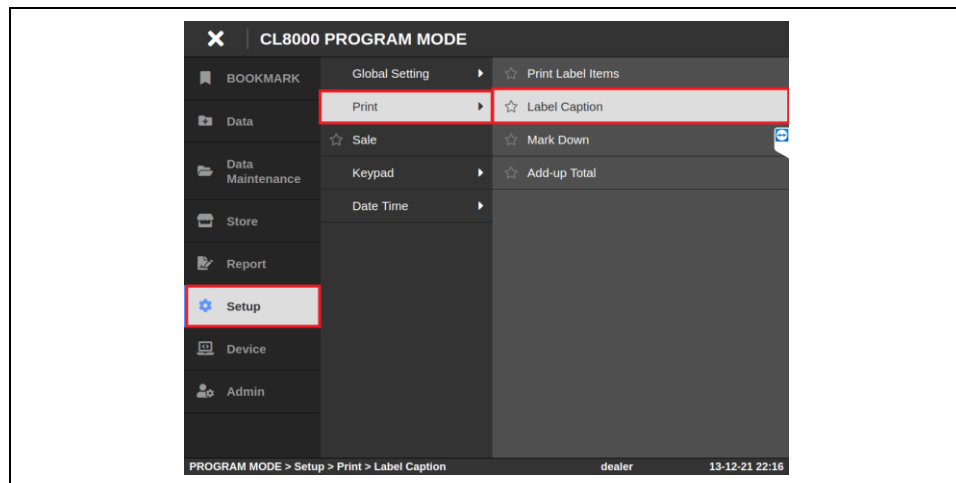 CL8000 PROGRAM MODE
BOOKMARK
Data
Data
Maintenance
Store
Report
Setup
Device
Admin
Global Setting
Print
Sale
Keypad
Date Time
Print Label Items
Label Caption
Mark Down
Add-up Total
PROGRAM MODE > Setup > Print > Label Caption dealer 13-12-21 22:16